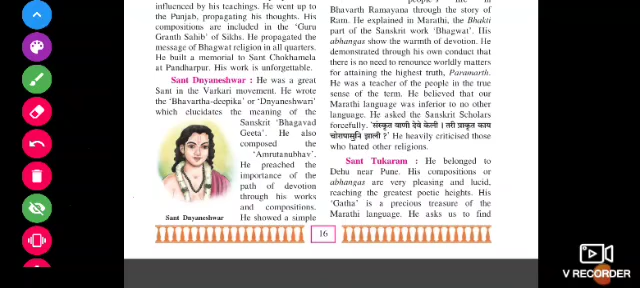 influenced by his teachings. He went up to
the Punjab, propagating his thoughts. His
compositions are included in the 'Guru
Granth Sahib' of Sikhs. He propagated the
message of Bhagwat religion in all quarters.
He built a memorial to Sant Chokhamela
at Pandharpur. His work is unforgettable.
Sant Dnyaneshwar : He was a great
Sant in the Varkari movement. He wrote
the 'Bhavartha-deepika' or 'Dnyaneshwari'
which elucidates the meaning of the
Sanskrit 'Bhagavad
Geeta'. He also
composed the
'Amrutanubhav'.
He preached the
importance of the
path of devotion
through his works
and compositions.
He showed a simple
Sant Dnyaneshwar
Bhavarth Ramayana through the story of
Ram. He explained in Marathi, the Bhakti
part of the Sanskrit work 'Bhagwat'. His
abhangas show the warmth of devotion. He
demonstrated through his own conduct that
there is no need to renounce worldly matters
for attaining the highest truth, Paramarth.
He was a teacher of the people in the true
sense of the term. He believed that our
Marathi language was inferior to no other
language. He asked the Sanskrit Scholars
forcefully, 'संस्कृत वाणी देवे केली । तरी प्राकृत काय
चोरापासुनि झाली ?' He heavily criticised those
who hated other religions.
Sant Tukaram : He belonged to
Dehu near Pune. His compositions or
abhangas are very pleasing and lucid,
reaching the greatest poetic heights. His
'Gatha' is a precious treasure of the
Marathi language. He asks us to find
16
V RECORDER